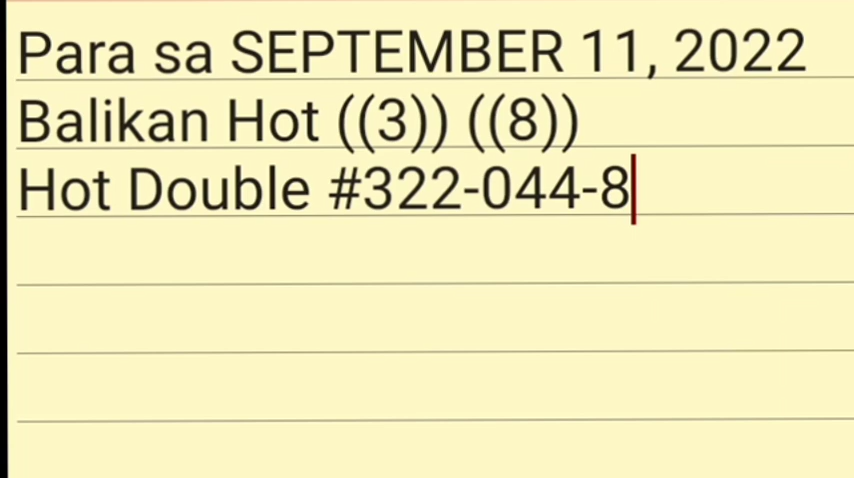 Para sa SEPTEMBER 11, 2022
Balikan Hot ((3)) ((8))
Hot Double #322-044-8